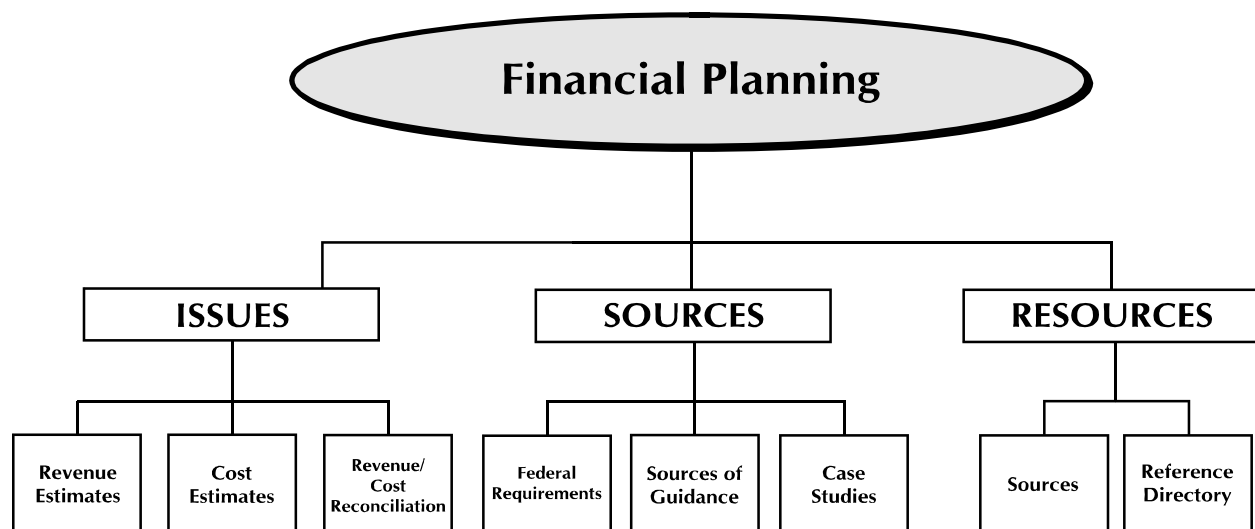 Financial Planning
ISSUES
SOURCES
RESOURCES
Revenue
Estimates
Cost
Estimates
Revenue/
Cost
Reconciliation
Federal
Requirements
Sources of
Guidance
Case
Studies
Sources
Reference
Directory